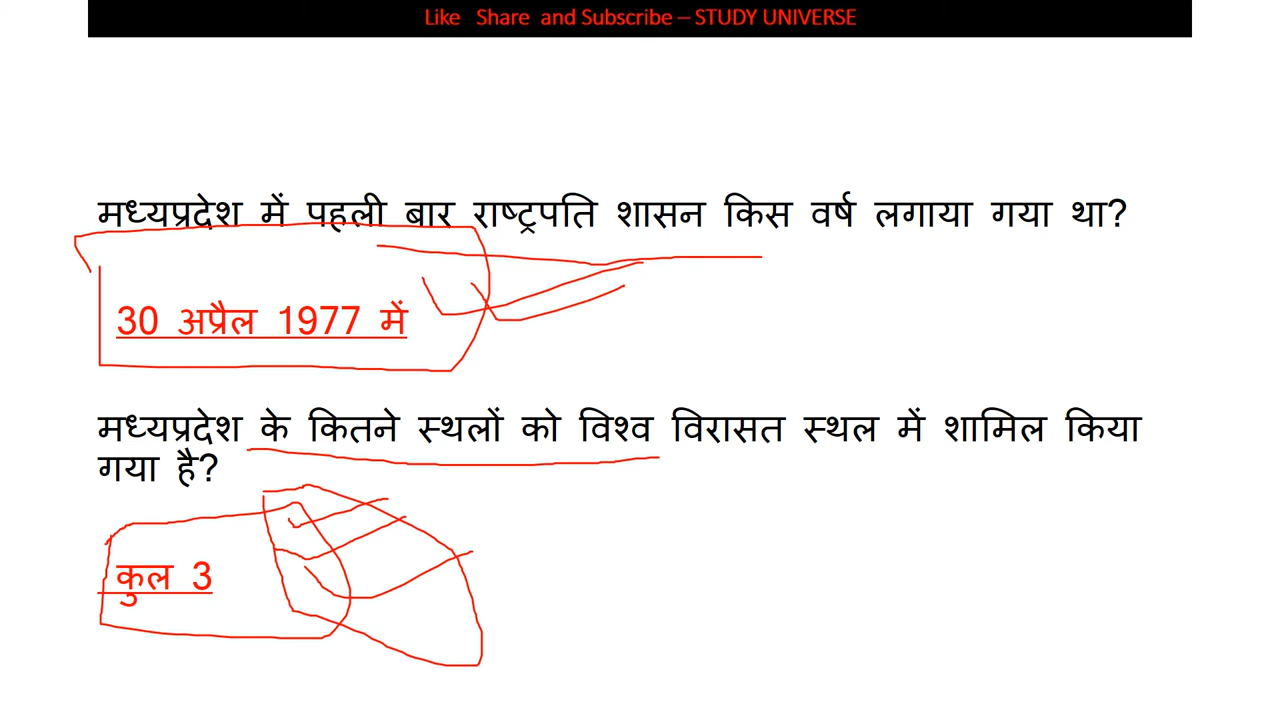 Like Share and Subscribe – STUDY UNIVERSE
मध्यप्रदेश में पहली बार राष्ट्रपति शासन किस वर्ष लगाया गया था?
30 अप्रैल 1977 में
मध्यप्रदेश के कितने स्थलों को विश्व विरासत स्थल में शामिल किया
गया है?
कुल 3